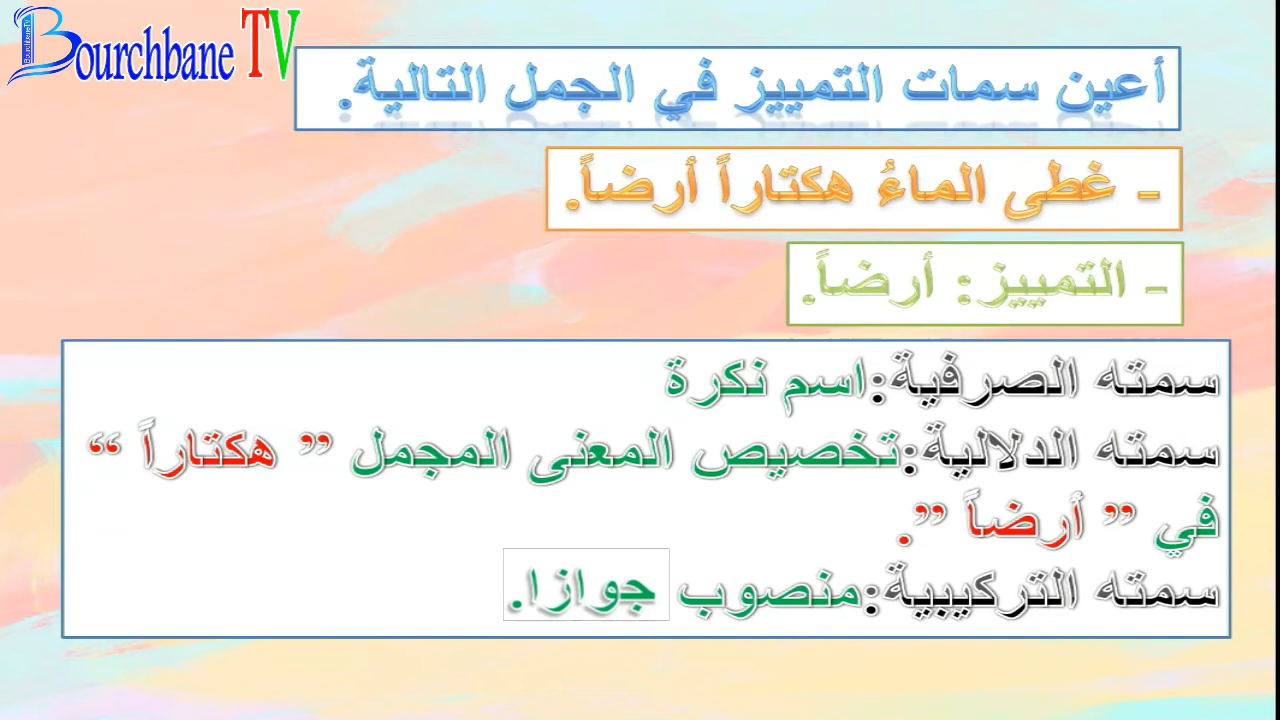 Bourchbane TV
أعين سمات التمييز في الجمل التالية.
- غطى الماءُ هكتاراً أرضاً.
- التمييز: أرضاً.
سمته الصرفية:اسم نكرة
سمته الدلالية:تخصيص المعنى المجمل ” هكتاراً “
في ” أرضاً ”.
سمته التركيبية:منصوب جوازا.